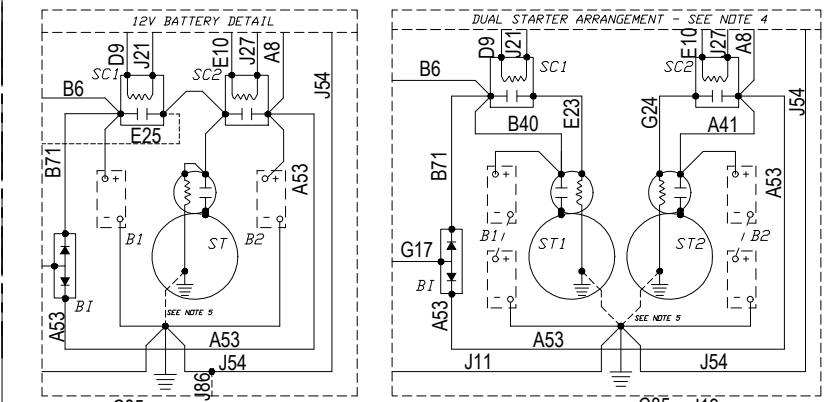 12V BATTERY DETAIL
D9 J21 E10 J27 A8
SC1 SC2
B6
J54
E25
B71
A53
+ +
- -
B1 ST B2
BI
SEE NOTE 5
A53
A53
J54
J86
DUAL STARTER ARRANGEMENT - SEE NOTE 4
D9 J21 E10 J27 A8
B6 SC1 SC2
J54
B40 E23 G24 A41
B71
A53
+ +
- -
B1 ST1 ST2 B2
G17
+ +
- -
BI
SEE NOTE 5
A53
A53
J11 J54